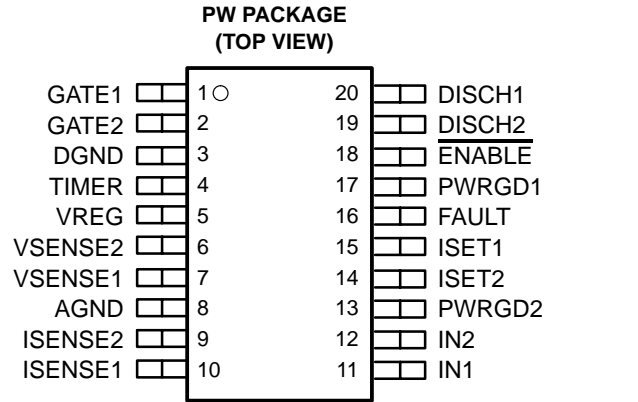 PW PACKAGE
(TOP VIEW)
GATE1 1 20 DISCH1
GATE2 2 19 DISCH2
DGND 3 18 ENABLE
TIMER 4 17 PWRGD1
VREG 5 16 FAULT
VSENSE2 6 15 ISET1
VSENSE1 7 14 ISET2
AGND 8 13 PWRGD2
ISENSE2 9 12 IN2
ISENSE1 10 11 IN1